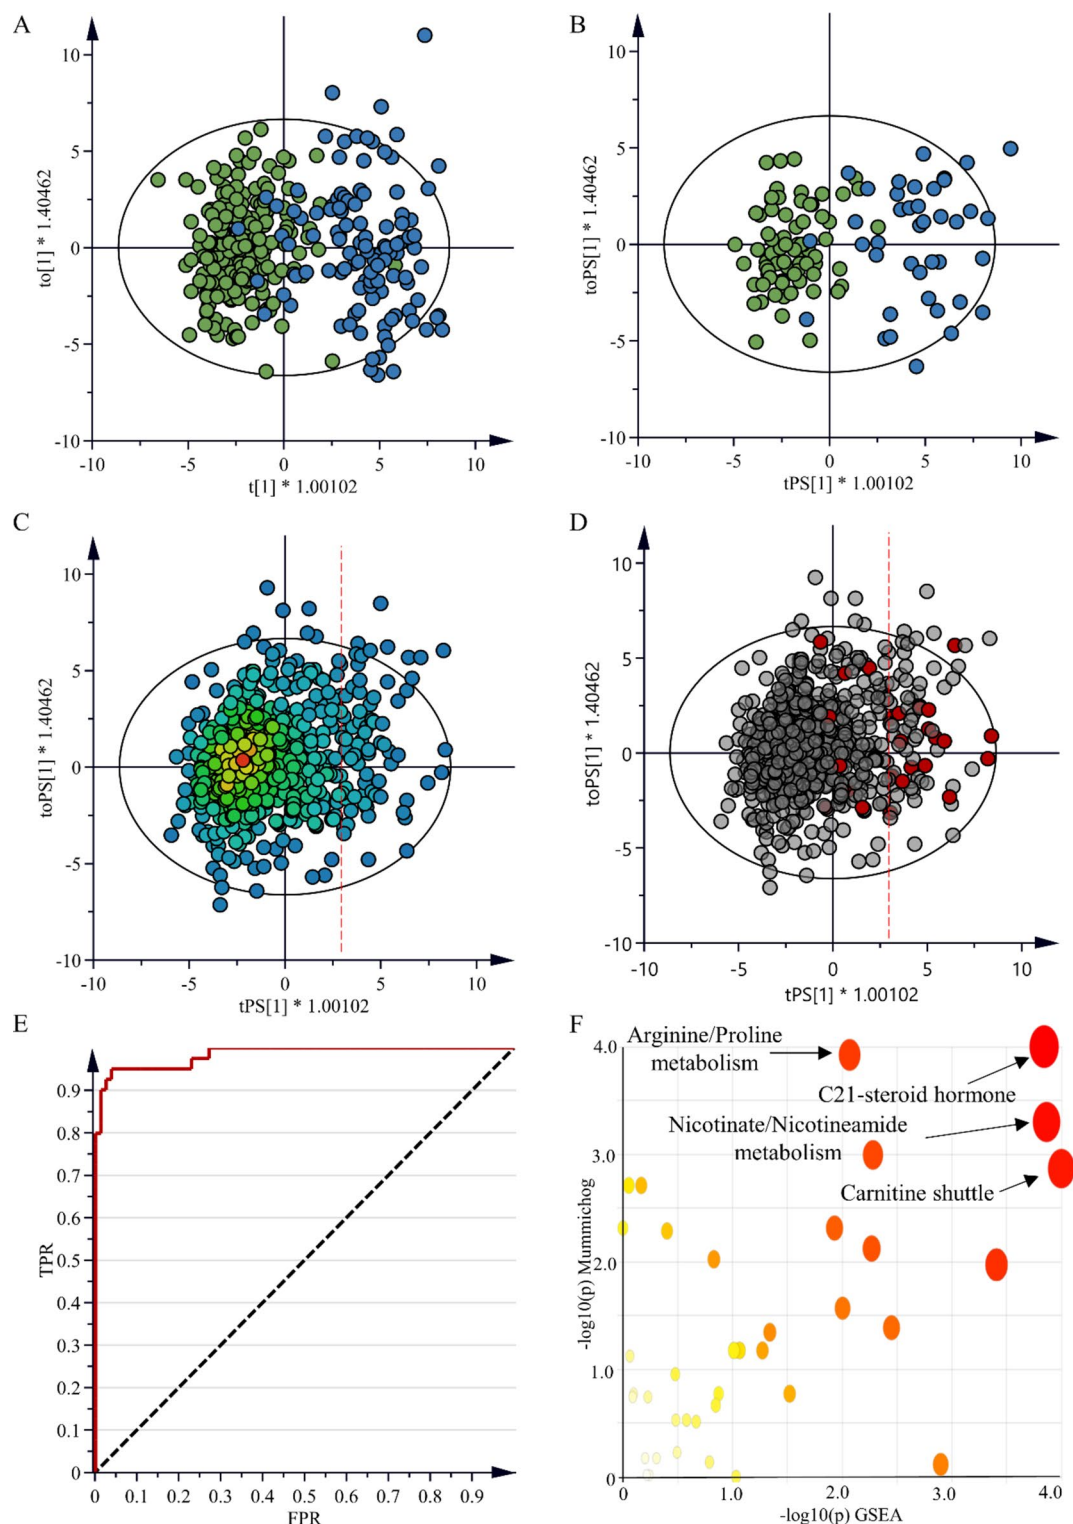 A
10
5
0
-5
-10
to[1] * 1.40462
-10
-5
0
5
10
t[1] * 1.00102
B
10
5
0
-5
-10
toPS[1] * 1.40462
-10
-5
0
5
10
tPS[1] * 1.00102
C
10
5
0
-5
-10
toPS[1] * 1.40462
-10
-5
0
5
10
tPS[1] * 1.00102
D
10
5
0
-5
-10
toPS[1] * 1.40462
-10
-5
0
5
10
tPS[1] * 1.00102
E
0.9
0.8
0.7
0.6
0.5
0.4
0.3
0.2
0.1
0
TPR
0
0.1
0.2
0.3
0.4
0.5
0.6
0.7
0.8
0.9
FPR
F
Arginine/Proline
metabolism
C21-steroid hormone
Nicotinate/Nicotineamide
metabolism
Carnitine shuttle
4.0
3.0
2.0
1.0
0
-log10(p) Mummichog
0
1.0
2.0
3.0
4.0
-log10(p) GSEA